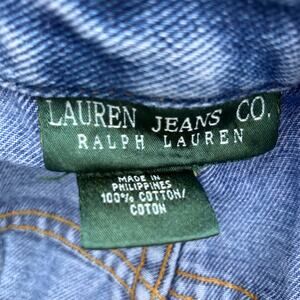 LAUREN JEANS CO.
RALPH LAUREN
MADE IN
PHILIPPINES
100% COTTON/
COTON